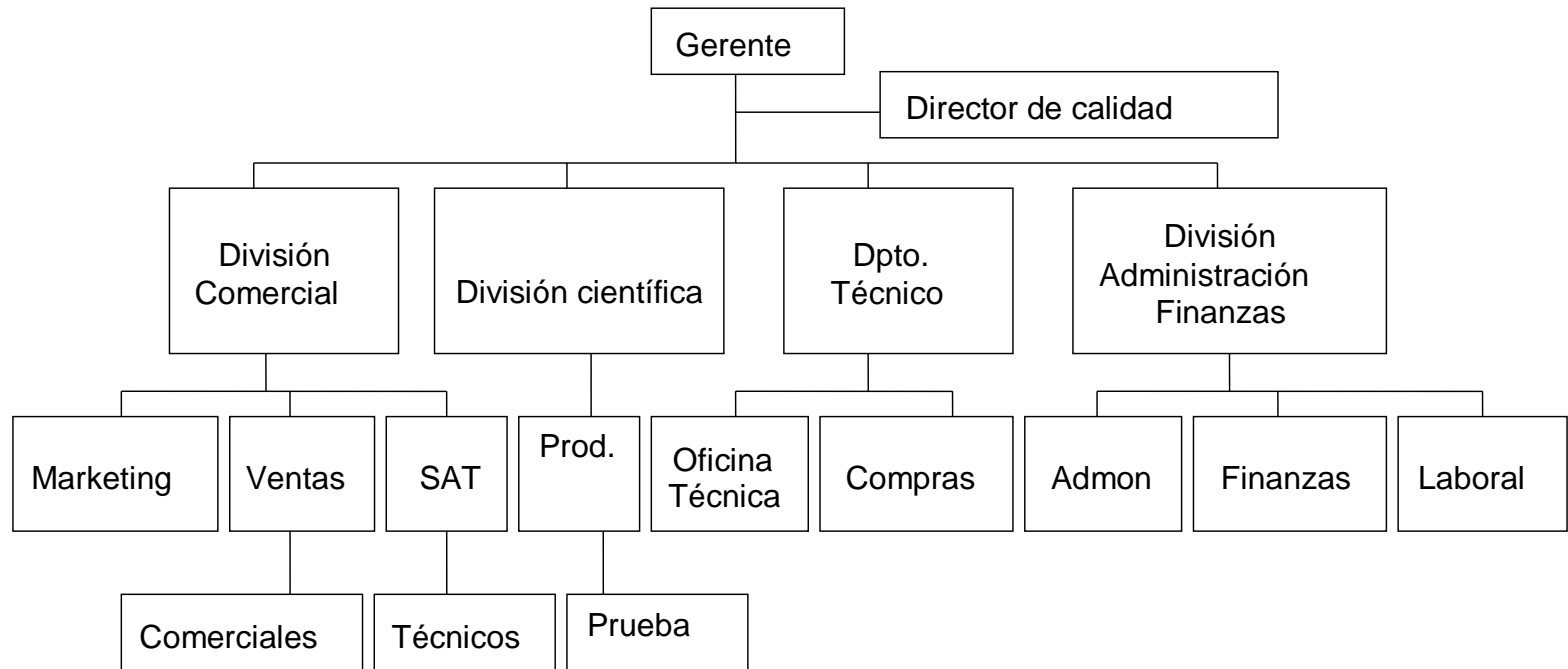 Gerente
Director de calidad
División
Comercial
División científica
Dpto.
Técnico
División
Administración
Finanzas
Marketing
Ventas
SAT
Prod.
Oficina
Técnica
Compras
Admon
Finanzas
Laboral
Comerciales
Técnicos
Prueba